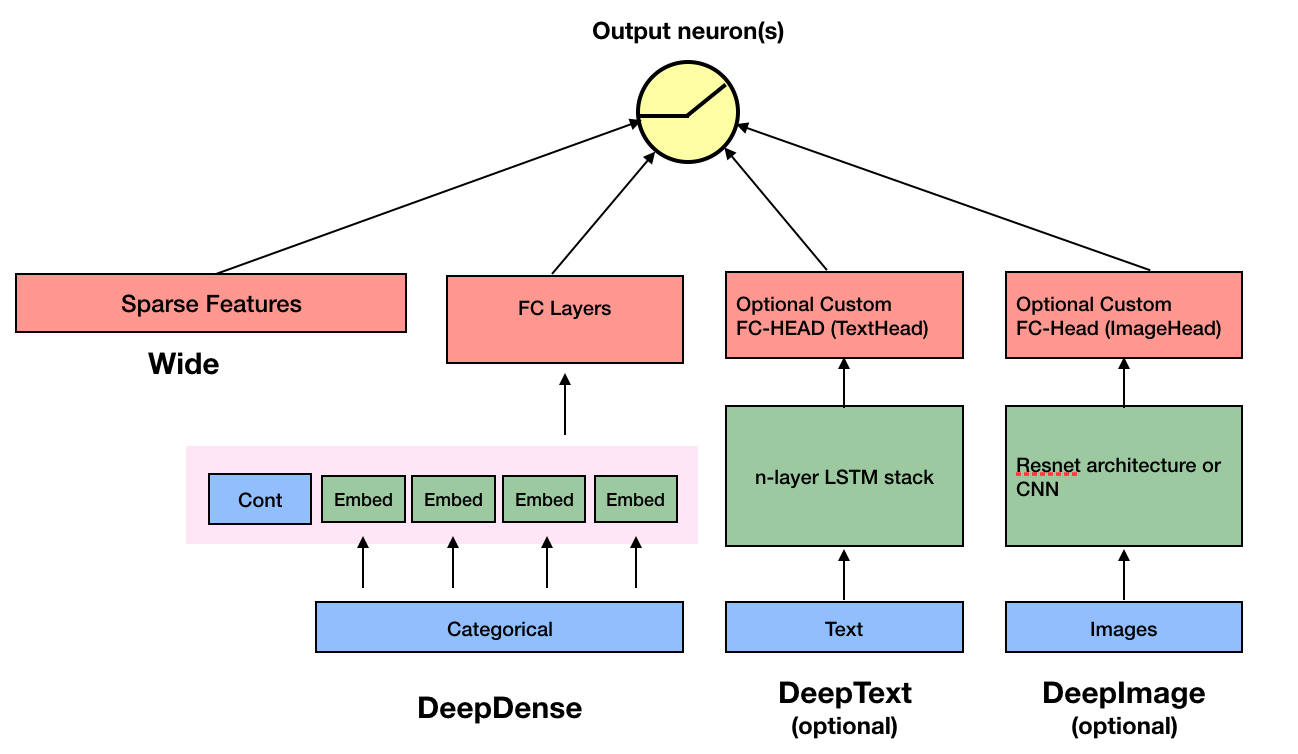 Output neuron(s)
Sparse Features
Wide
FC Layers
Optional Custom
FC-HEAD (TextHead)
Optional Custom
FC-Head (ImageHead)
Cont
Embed
Embed
Embed
Embed
n-layer LSTM stack
Resnet architecture or
CNN
Categorical
Text
Images
DeepDense
DeepText
(optional)
DeepImage
(optional)